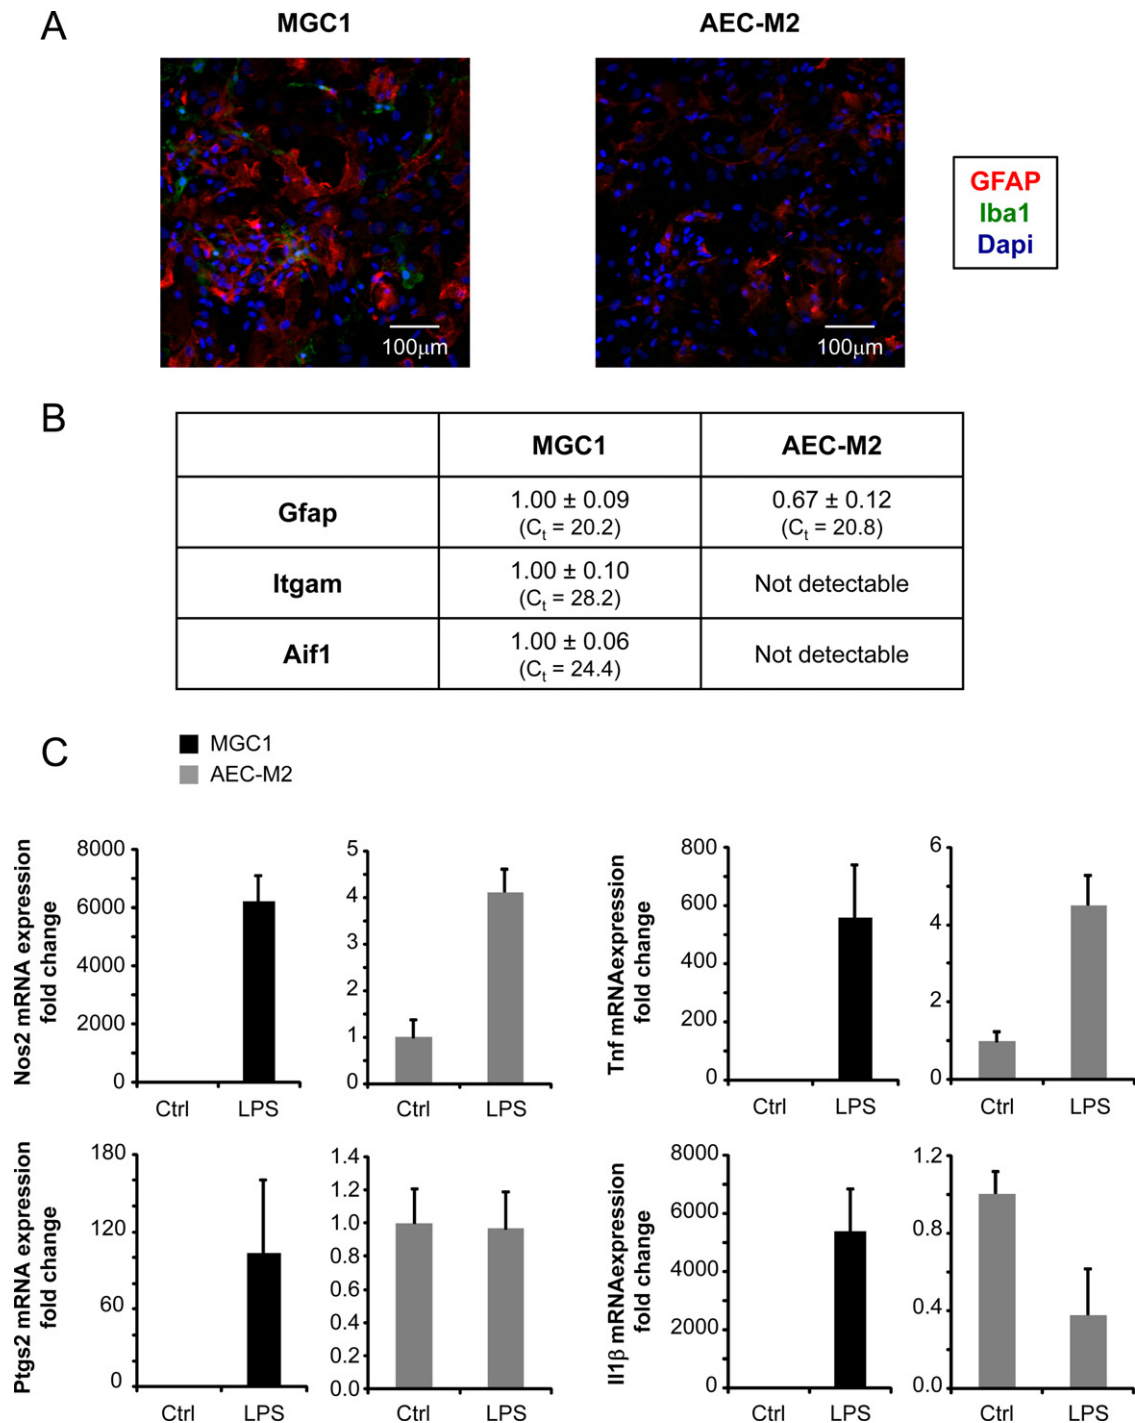 A
MGC1
AEC-M2
100μm
100μm
GFAP
Iba1
Dapi
B
MGC1
AEC-M2
Gfap
1.00 ± 0.09
(Ct = 20.2)
0.67 ± 0.12
(Ct = 20.8)
Itgam
1.00 ± 0.10
(Ct = 28.2)
Not detectable
Aif1
1.00 ± 0.06
(Ct = 24.4)
Not detectable
C
MGC1
AEC-M2
Nos2 mRNA expression
fold change
8000
6000
4000
2000
0
Ctrl
LPS
5
4
3
2
1
0
Ctrl
LPS
Tnf mRNAexpression
fold change
800
600
400
200
0
Ctrl
LPS
6
4
2
0
Ctrl
LPS
Ptgs2 mRNA expression
fold change
180
120
60
0
Ctrl
LPS
1.4
1.2
1.0
0.8
0.6
0.4
0.2
0.0
Ctrl
LPS
Il1β mRNAexpression
fold change
8000
6000
4000
2000
0
Ctrl
LPS
1.2
0.8
0.4
0.0
Ctrl
LPS